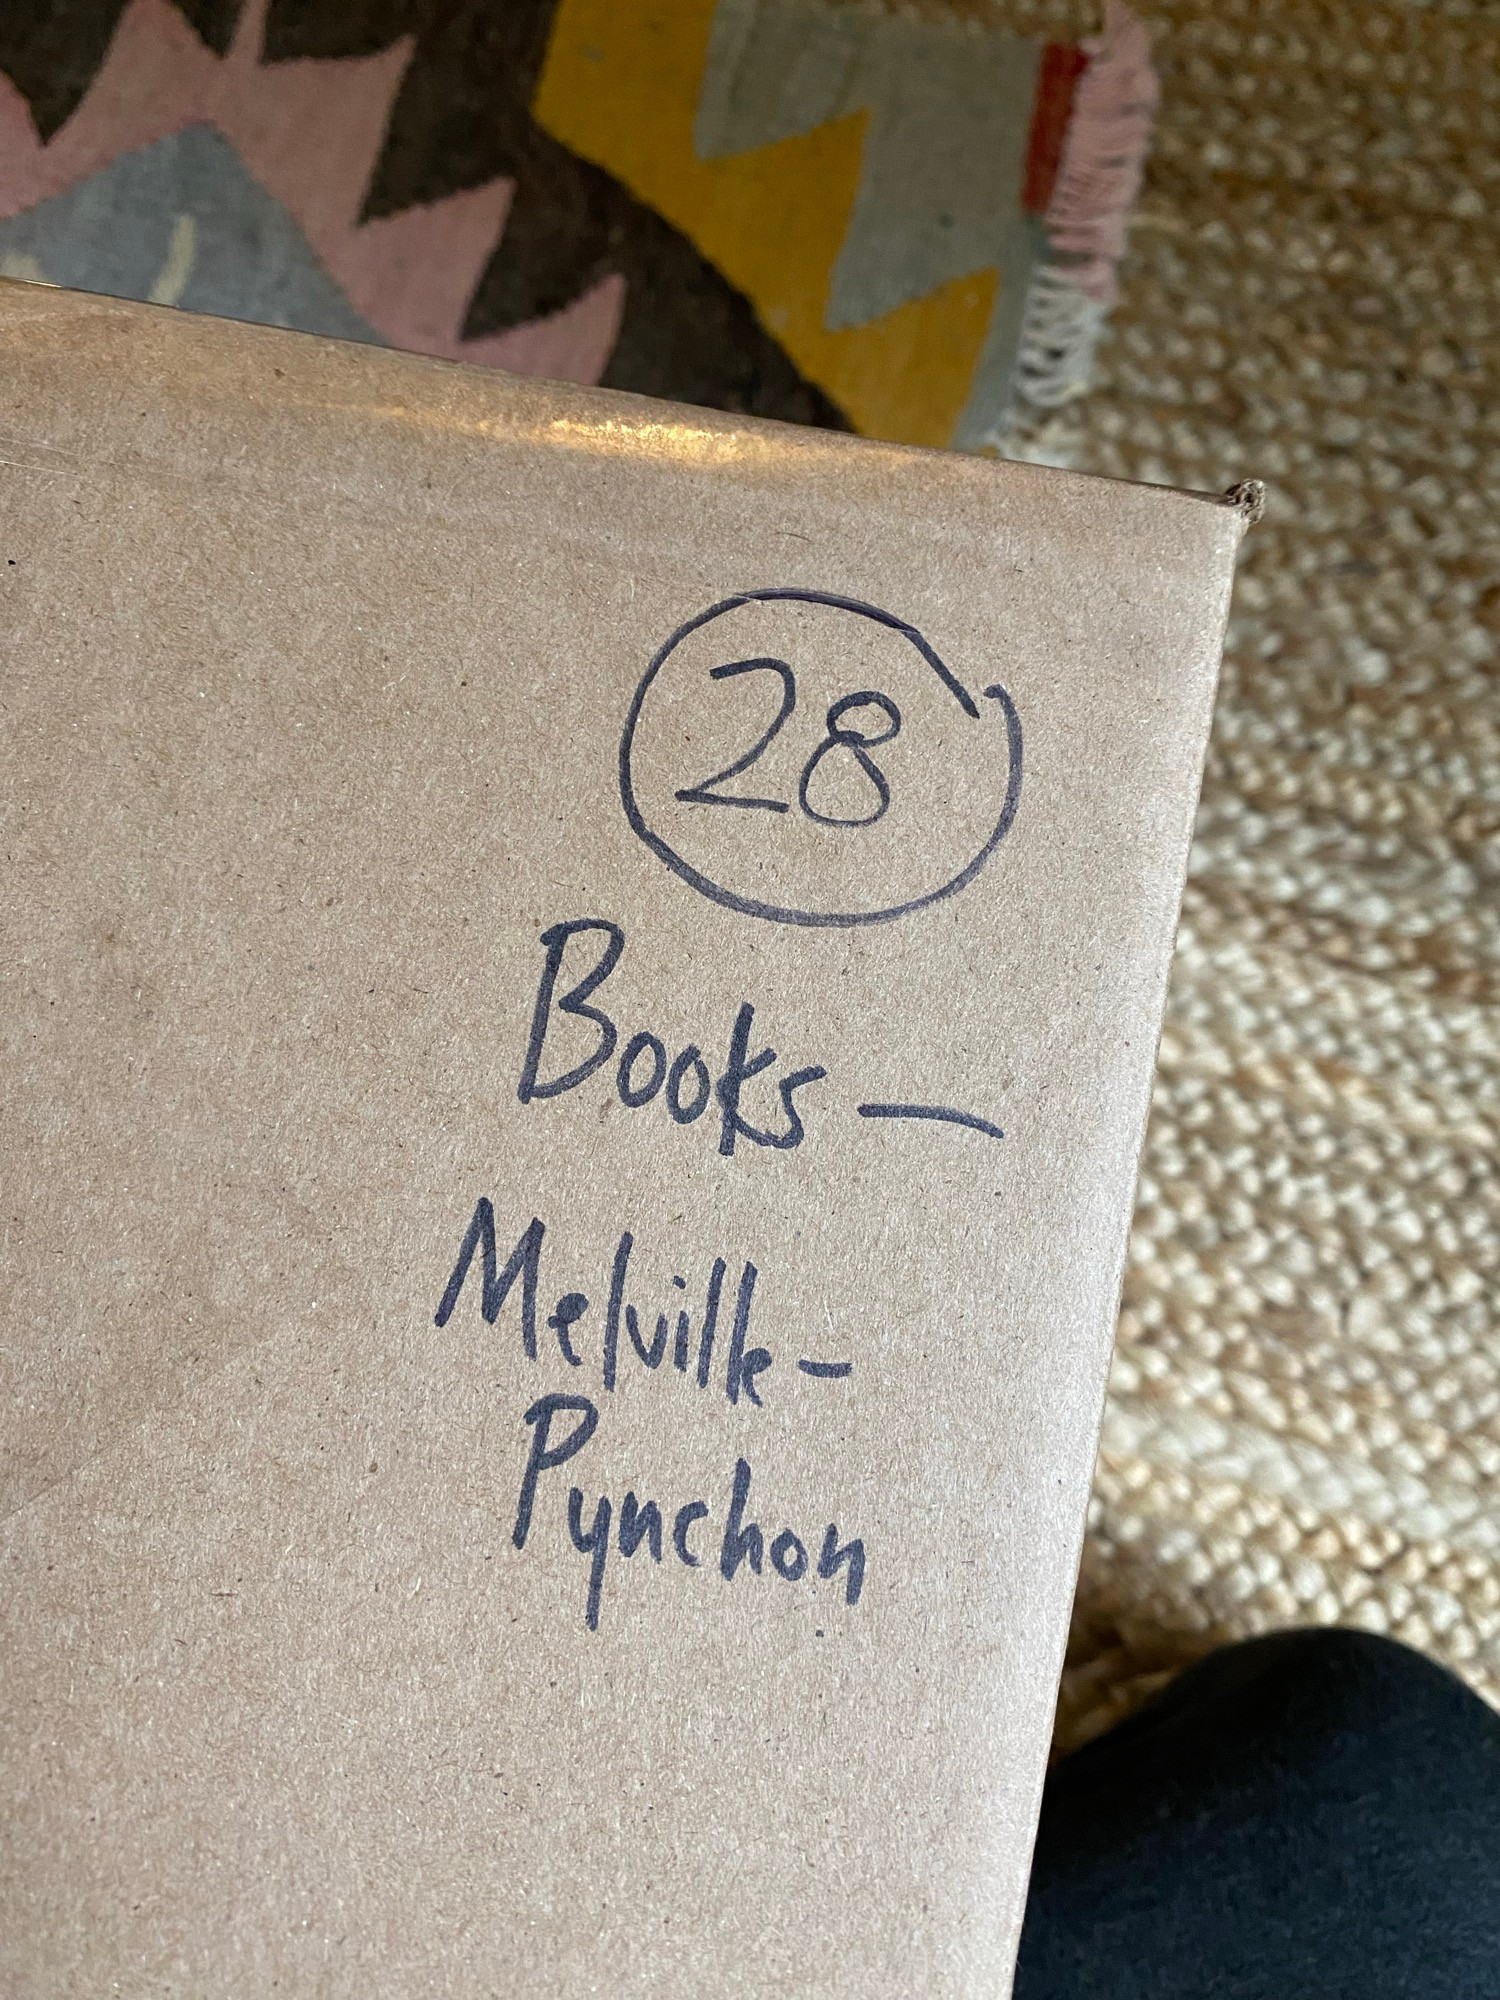 28
Books —
Melville-
Pynchon